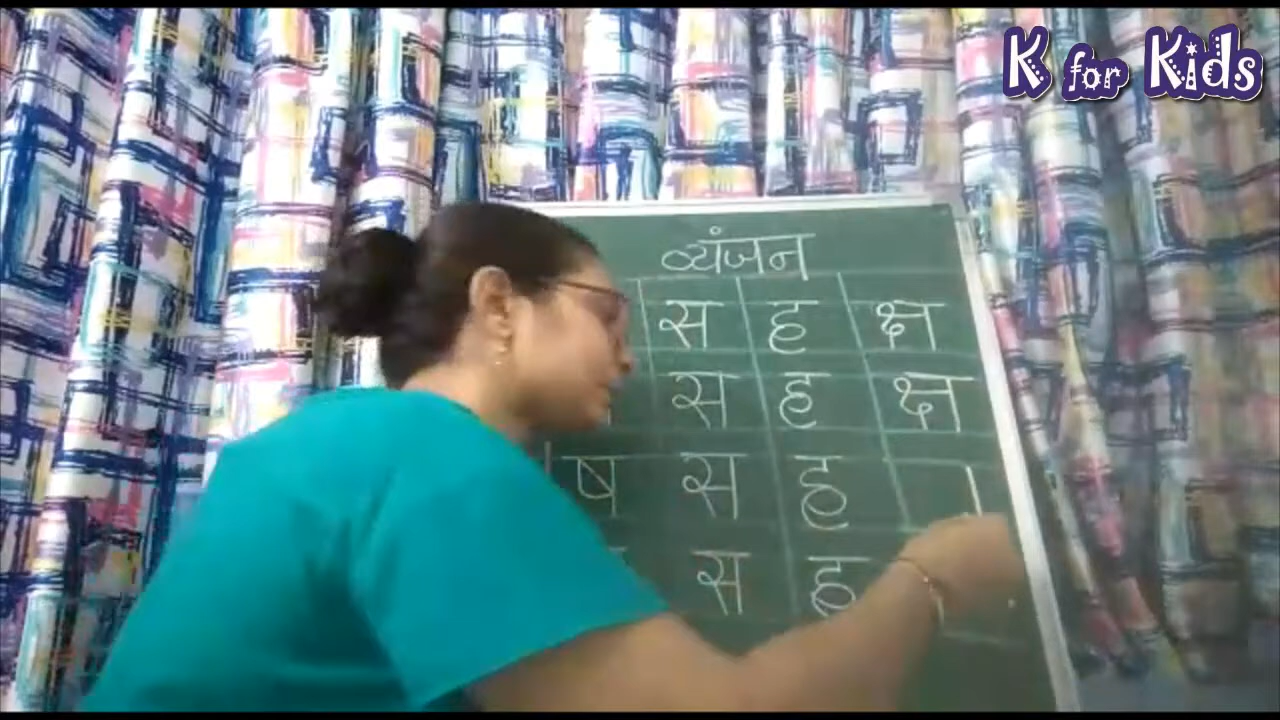 K for Kids
व्यंजन
स ह क्ष
स ह क्ष
ष स ह
स ह